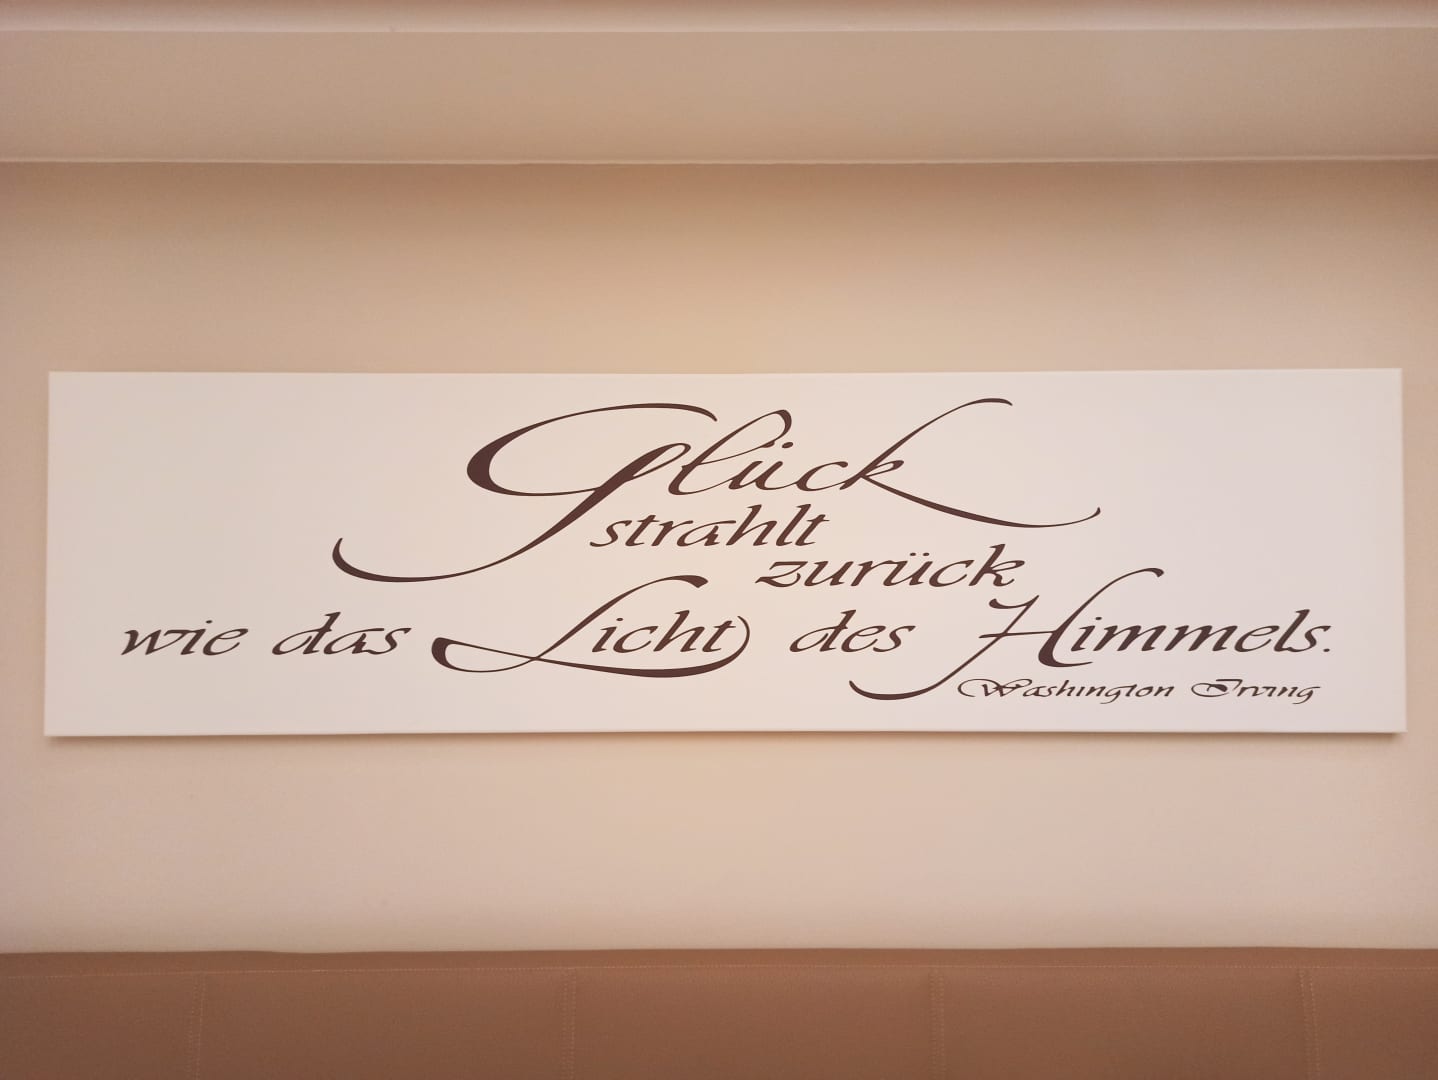 Glück
strahlt
zurück
wie das Licht des Himmels.
Washington Irving